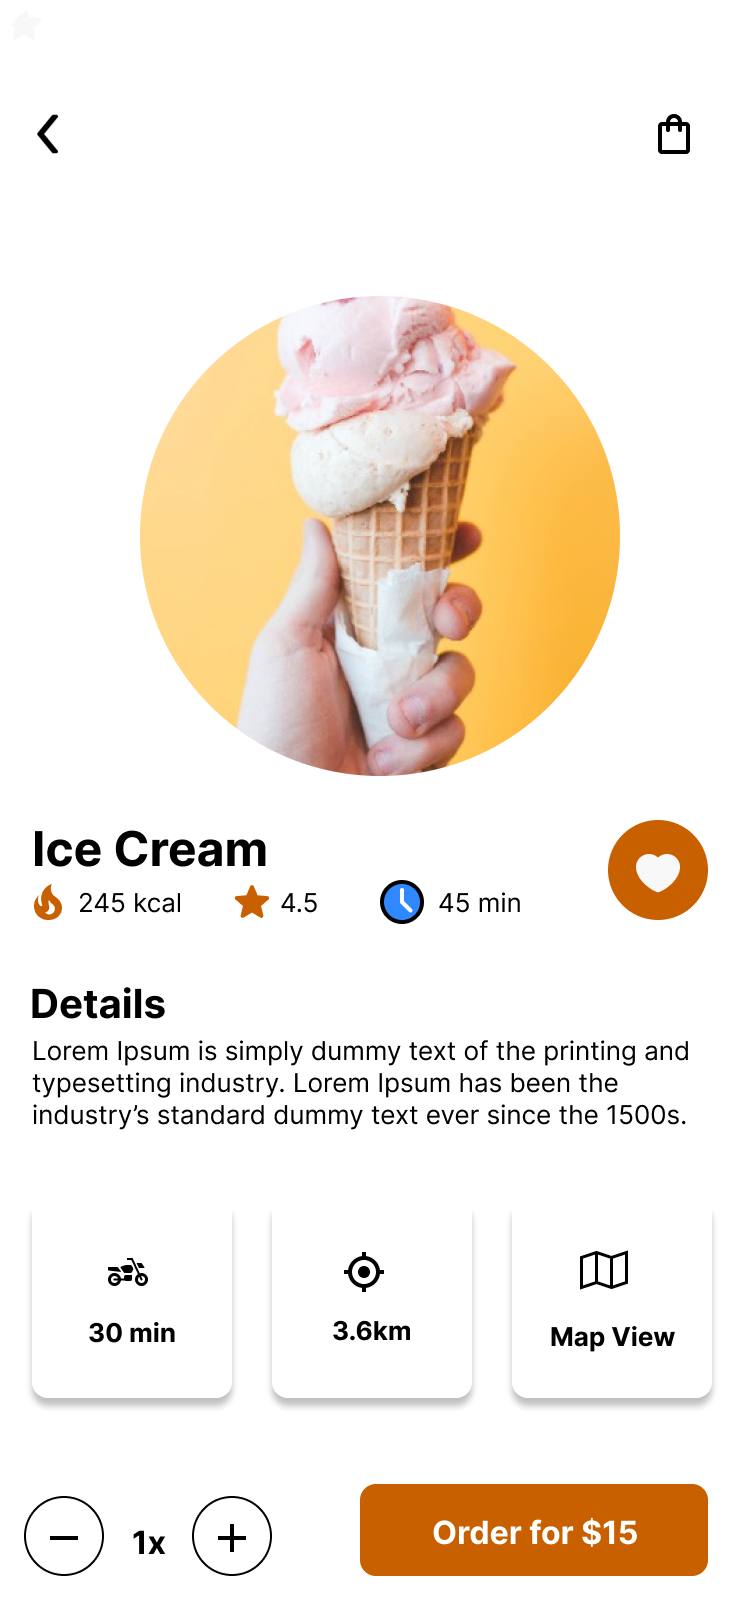 Ice Cream
245 kcal 4.5 45 min
Details
Lorem Ipsum is simply dummy text of the printing and
typesetting industry. Lorem Ipsum has been the
industry’s standard dummy text ever since the 1500s.
30 min 3.6km Map View
1x Order for $15